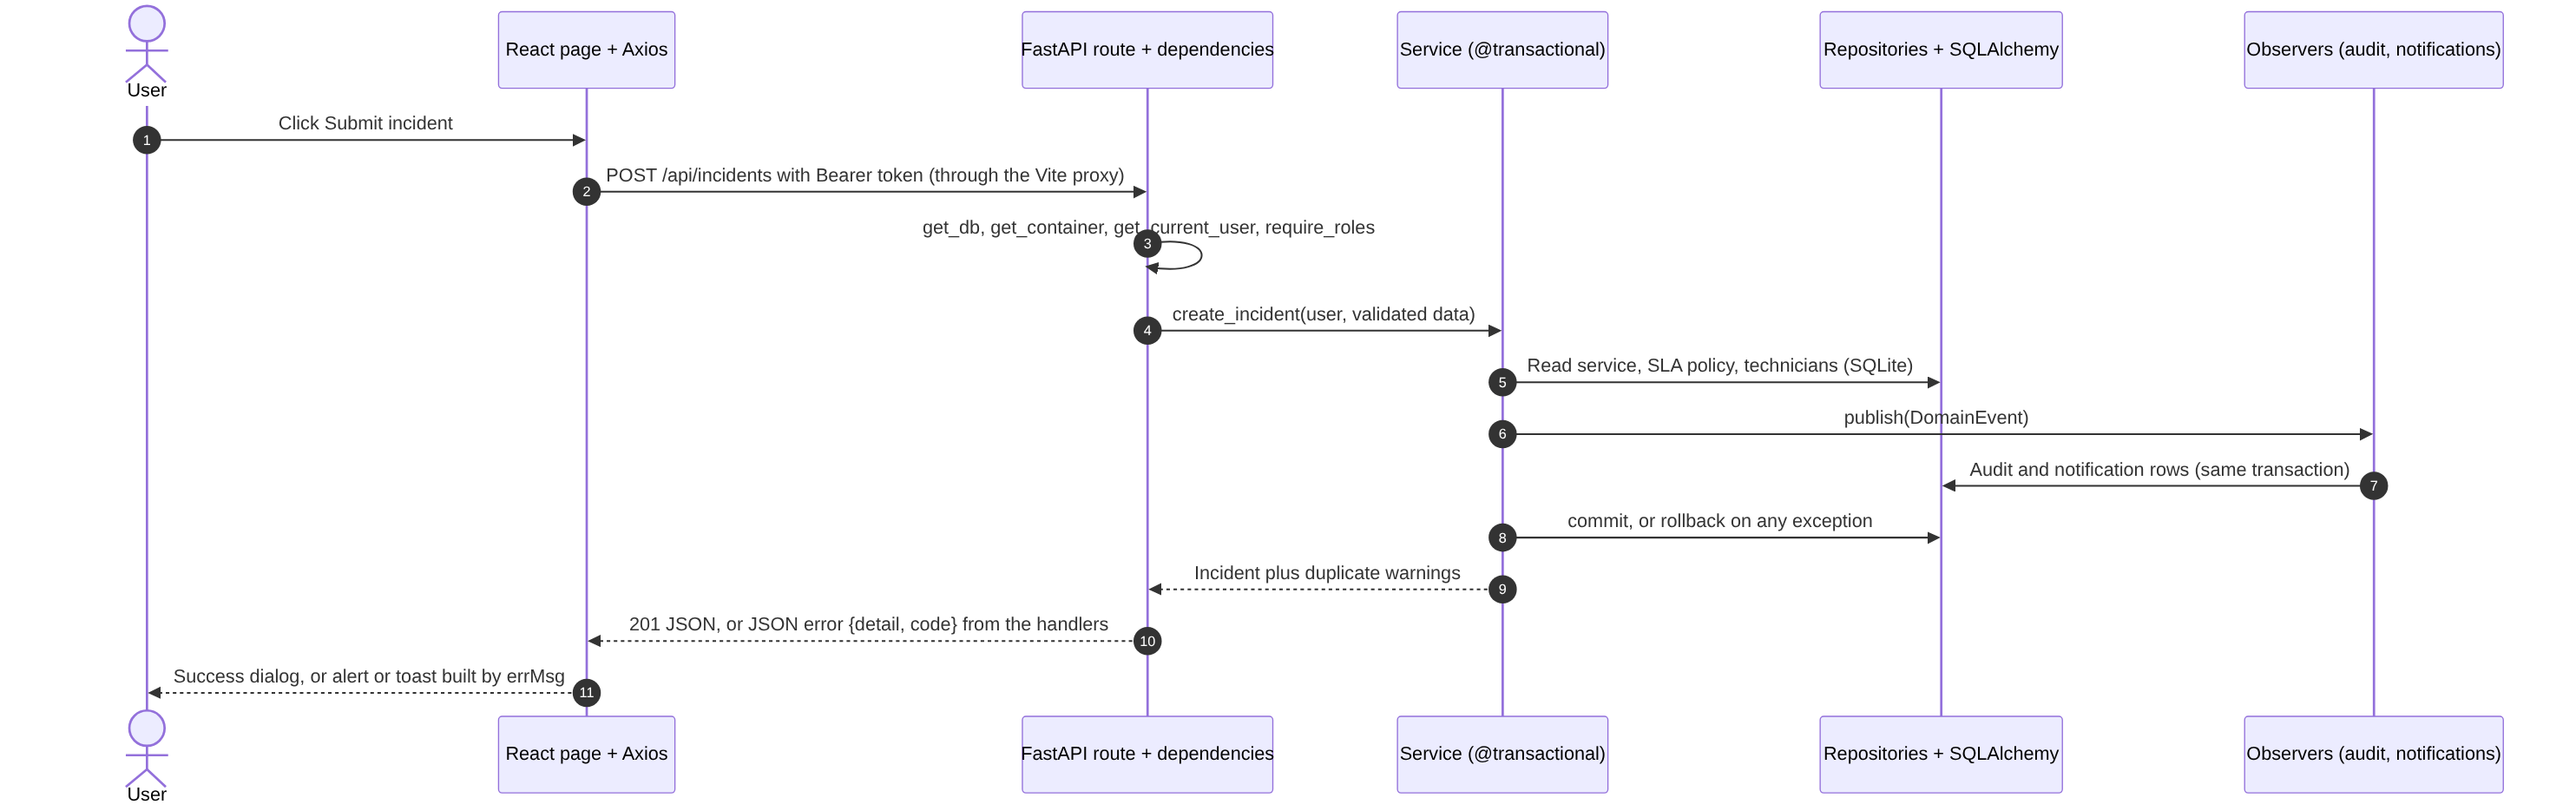 React page + Axios
FastAPI route + dependencies
Service (@transactional)
Repositories + SQLAlchemy
Observers (audit, notifications)
User
Click Submit incident
1
POST /api/incidents with Bearer token (through the Vite proxy)
2
get_db, get_container, get_current_user, require_roles
3
create_incident(user, validated data)
4
Read service, SLA policy, technicians (SQLite)
5
publish(DomainEvent)
6
Audit and notification rows (same transaction)
7
commit, or rollback on any exception
8
Incident plus duplicate warnings
9
201 JSON, or JSON error {detail, code} from the handlers
10
Success dialog, or alert or toast built by errMsg
11
React page + Axios
FastAPI route + dependencies
Service (@transactional)
Repositories + SQLAlchemy
Observers (audit, notifications)
User